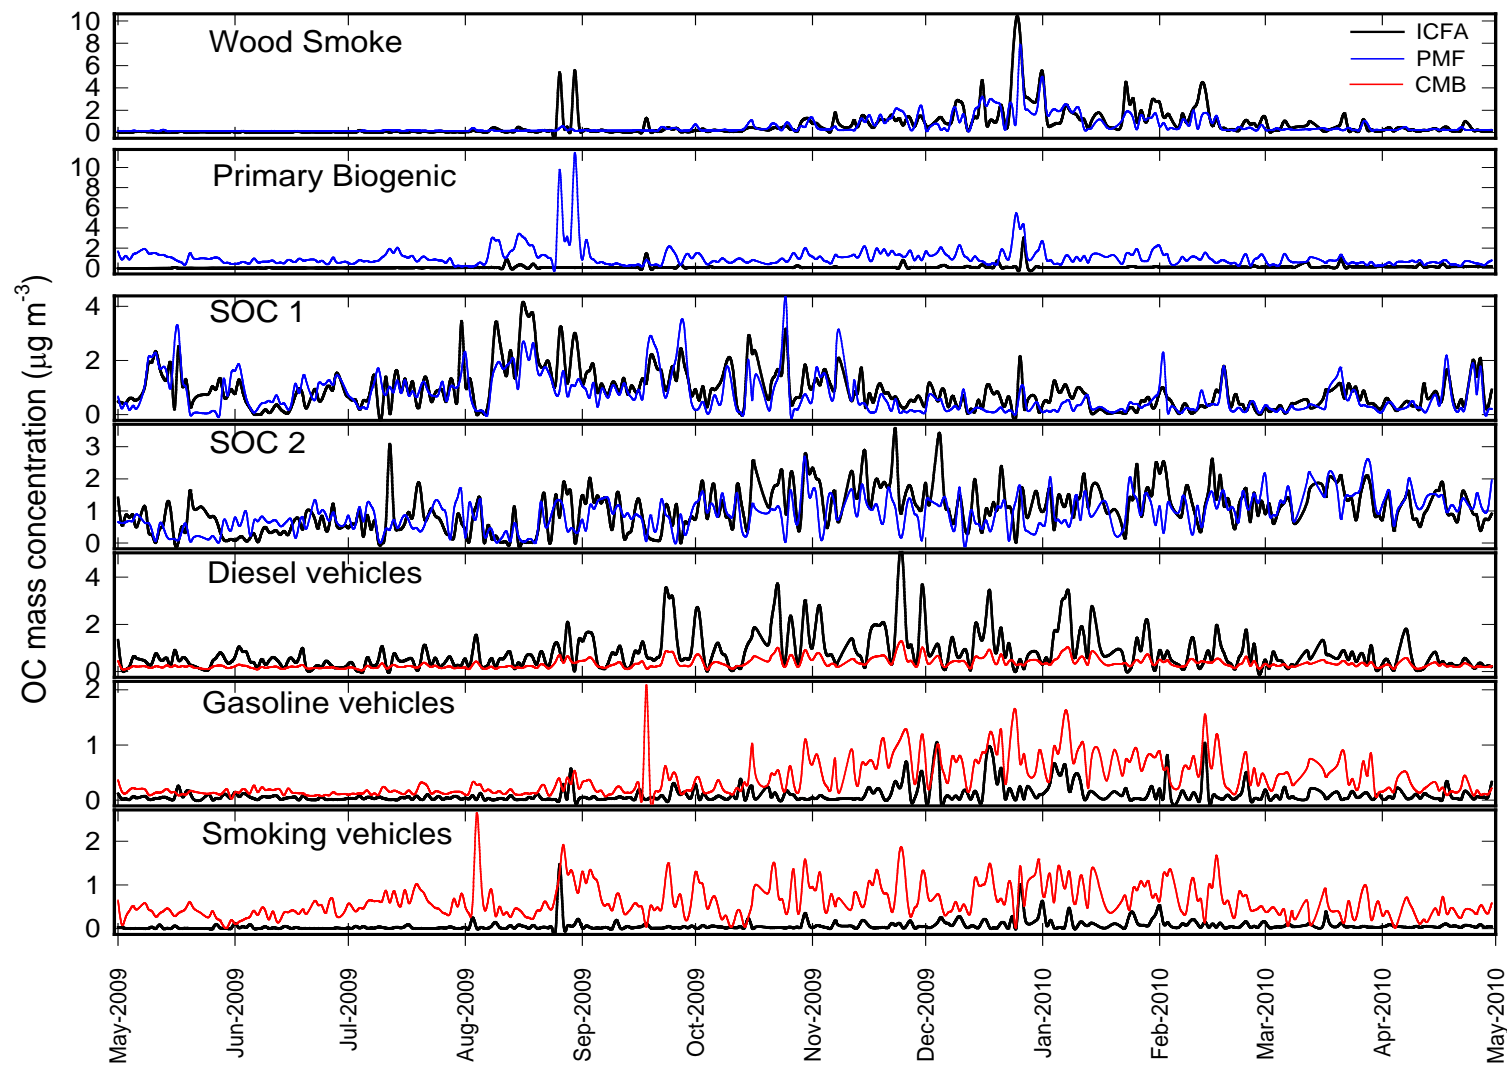 Wood Smoke
ICFA
PMF
CMB
10
8
6
4
2
0
Primary Biogenic
10
8
6
4
2
0
SOC 1
4
2
0
SOC 2
3
2
1
0
Diesel vehicles
4
2
0
Gasoline vehicles
2
1
0
Smoking vehicles
2
1
0
OC mass concentration (μg m⁻³)
May-2009
Jun-2009
Jul-2009
Aug-2009
Sep-2009
Oct-2009
Nov-2009
Dec-2009
Jan-2010
Feb-2010
Mar-2010
Apr-2010
May-2010